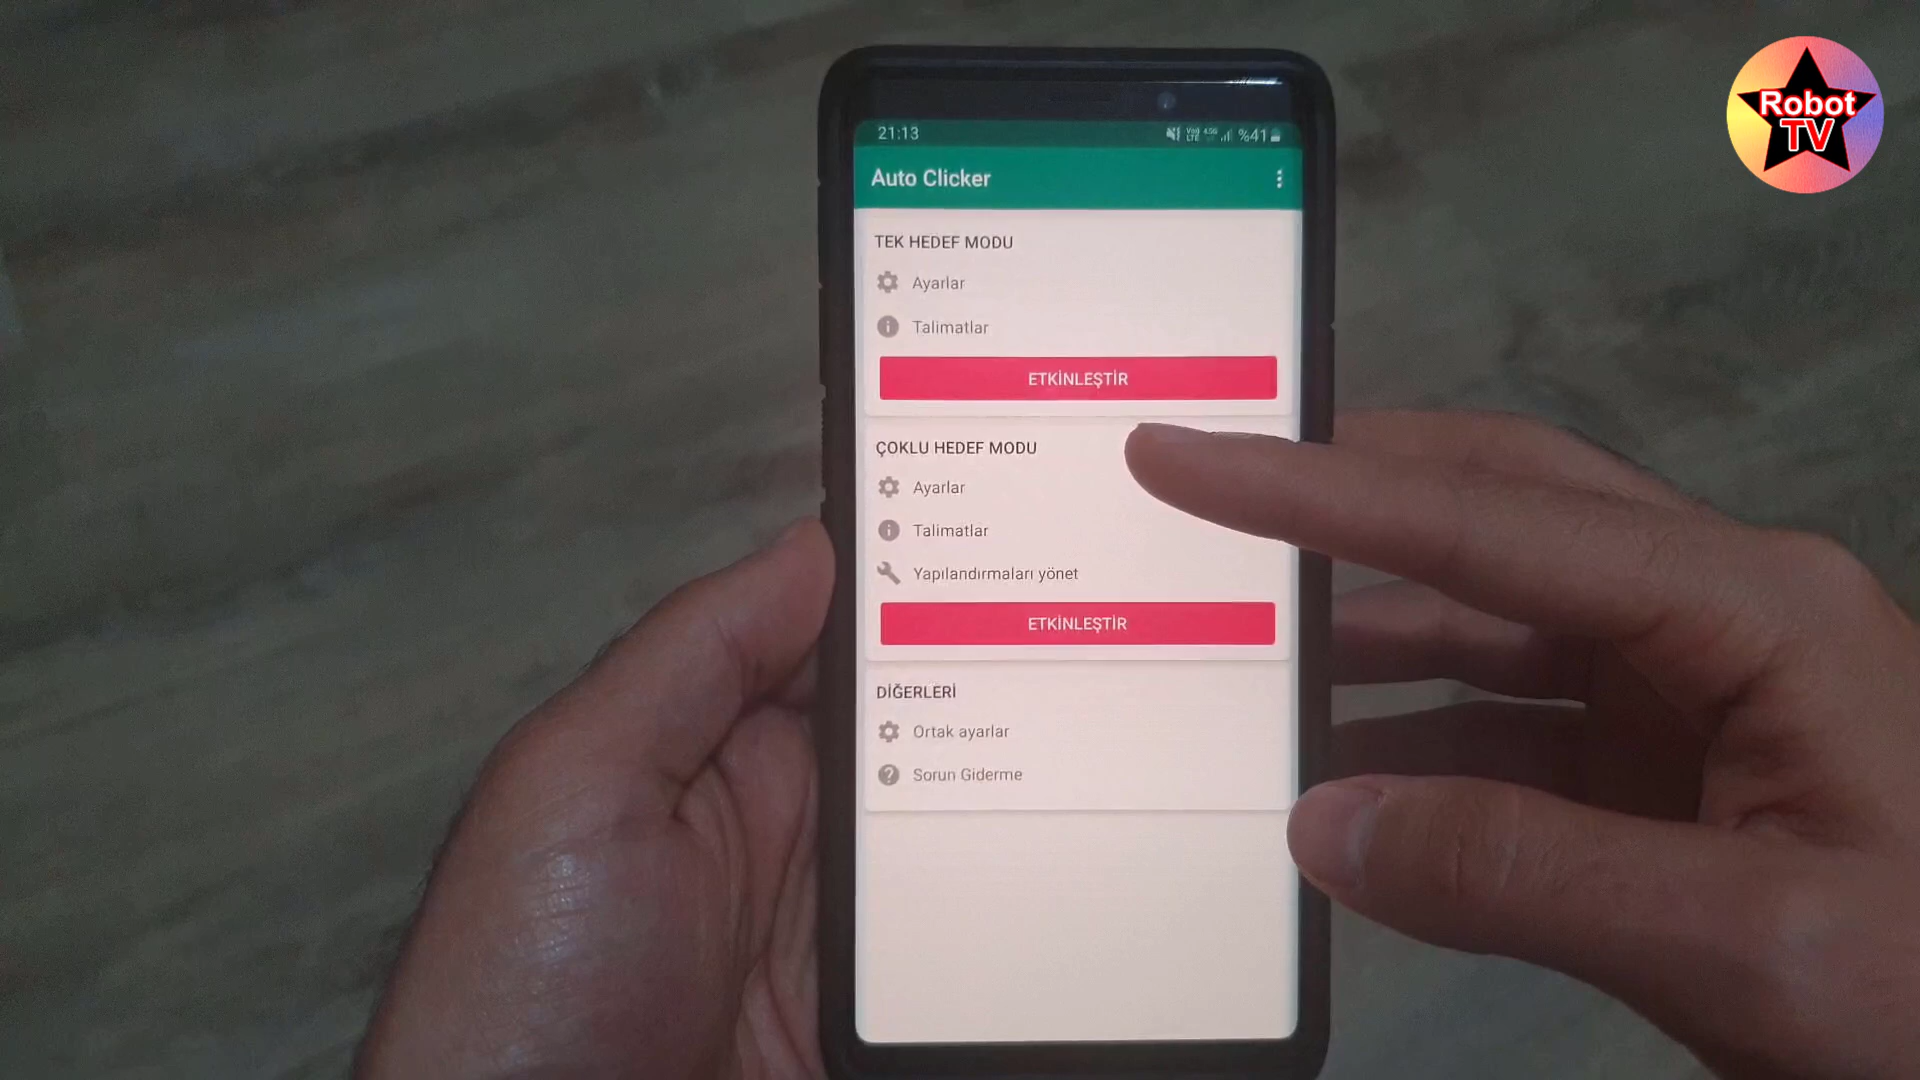 Robot
TV
21:13
%41
Auto Clicker
TEK HEDEF MODU
Ayarlar
Talimatlar
ETKİNLEŞTİR
ÇOKLU HEDEF MODU
Ayarlar
Talimatlar
Yapılandırmaları yönet
ETKİNLEŞTİR
DİĞERLERİ
Ortak ayarlar
Sorun Giderme